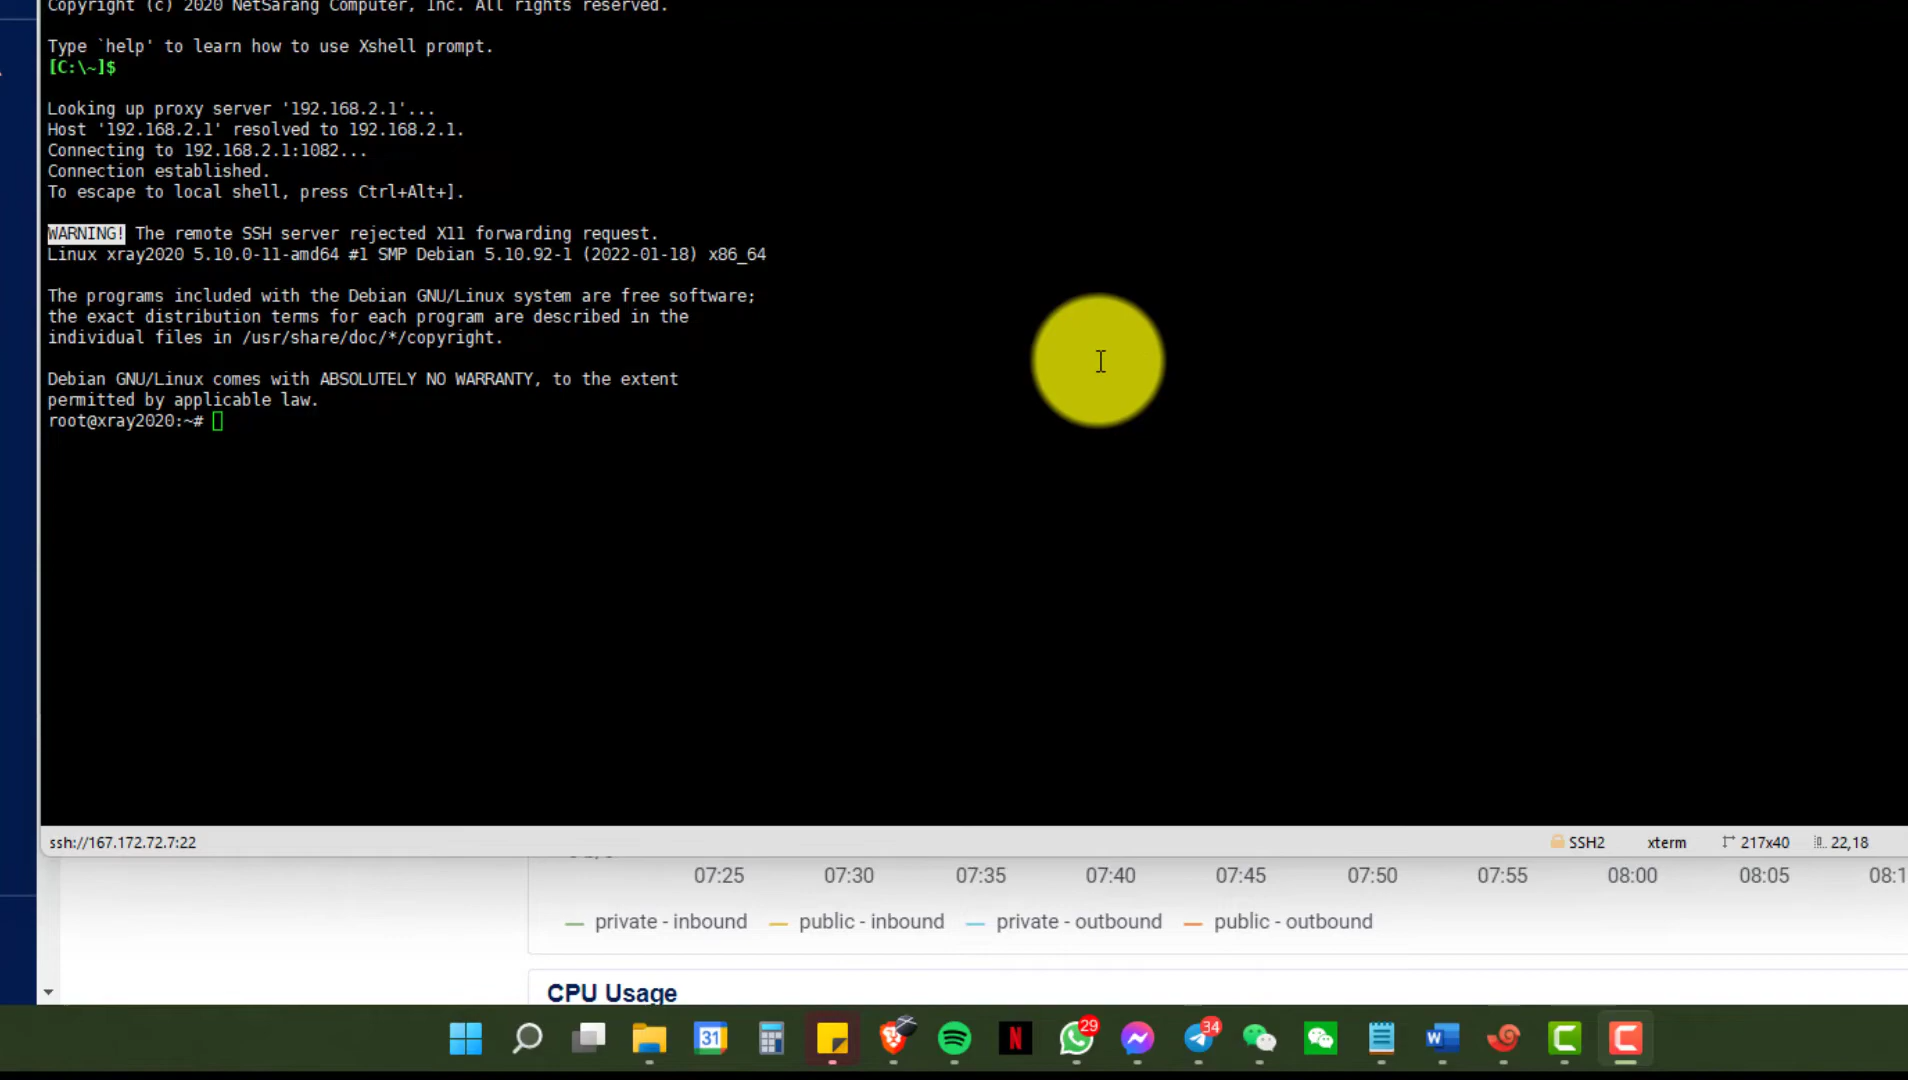 Copyright (c) 2020 NetSarang Computer, Inc. All rights reserved.
Type `help' to learn how to use Xshell prompt.
[C:\~]$
Looking up proxy server '192.168.2.1'...
Host '192.168.2.1' resolved to 192.168.2.1.
Connecting to 192.168.2.1:1082...
Connection established.
To escape to local shell, press Ctrl+Alt+].
WARNING! The remote SSH server rejected X11 forwarding request.
Linux xray2020 5.10.0-11-amd64 #1 SMP Debian 5.10.92-1 (2022-01-18) x86_64
The programs included with the Debian GNU/Linux system are free software;
the exact distribution terms for each program are described in the
individual files in /usr/share/doc/*/copyright.
Debian GNU/Linux comes with ABSOLUTELY NO WARRANTY, to the extent
permitted by applicable law.
root@xray2020:~#
ssh://167.172.72.7:22 SSH2 xterm 217x40 22,18
07:25 07:30 07:35 07:40 07:45 07:50 07:55 08:00 08:05
private - inbound public - inbound private - outbound public - outbound
CPU Usage
31 N 29 34 W